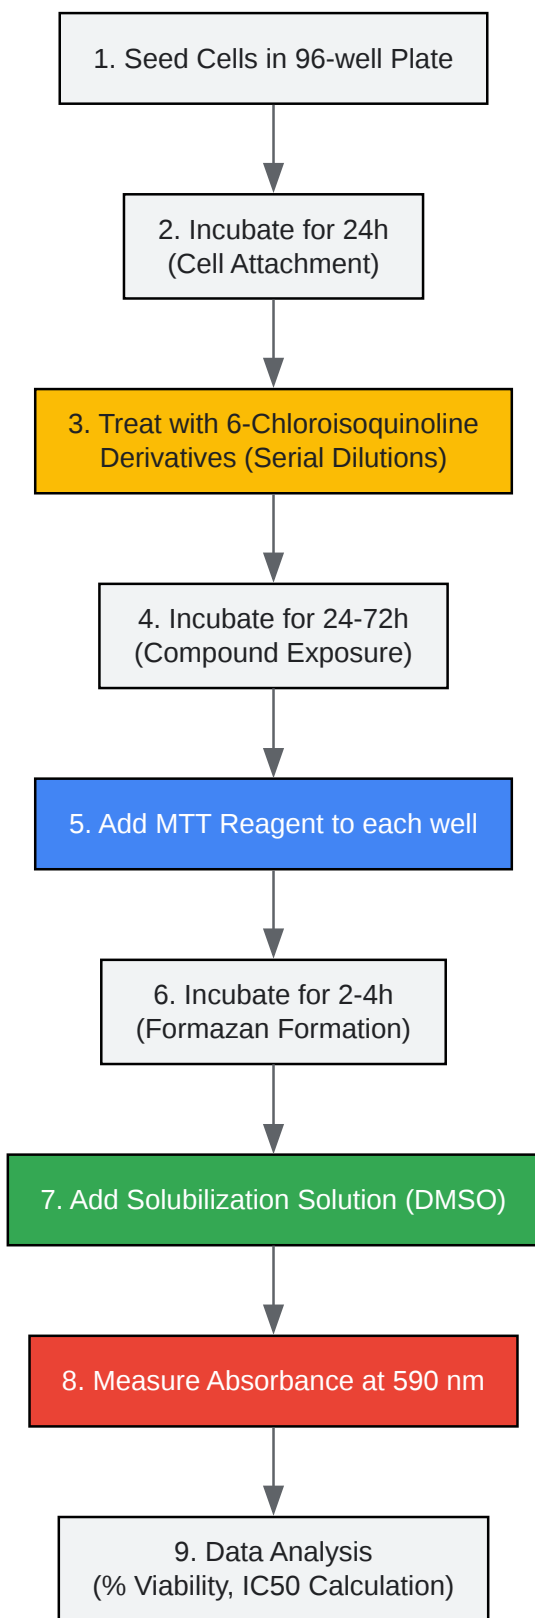 1. Seed Cells in 96-well Plate
2. Incubate for 24h
(Cell Attachment)
3. Treat with 6-Chloroisoquinoline
Derivatives (Serial Dilutions)
4. Incubate for 24-72h
(Compound Exposure)
5. Add MTT Reagent to each well
6. Incubate for 2-4h
(Formazan Formation)
7. Add Solubilization Solution (DMSO)
8. Measure Absorbance at 590 nm
9. Data Analysis
(% Viability, IC50 Calculation)